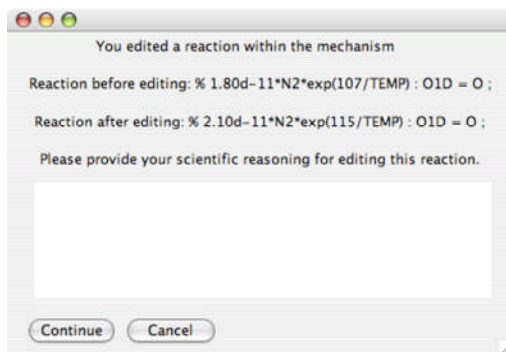 You edited a reaction within the mechanism
Reaction before editing: % 1.80d-11*N2*exp(107/TEMP) : O1D = O ;
Reaction after editing: % 2.10d-11*N2*exp(115/TEMP) : O1D = O ;
Please provide your scientific reasoning for editing this reaction.
Continue Cancel